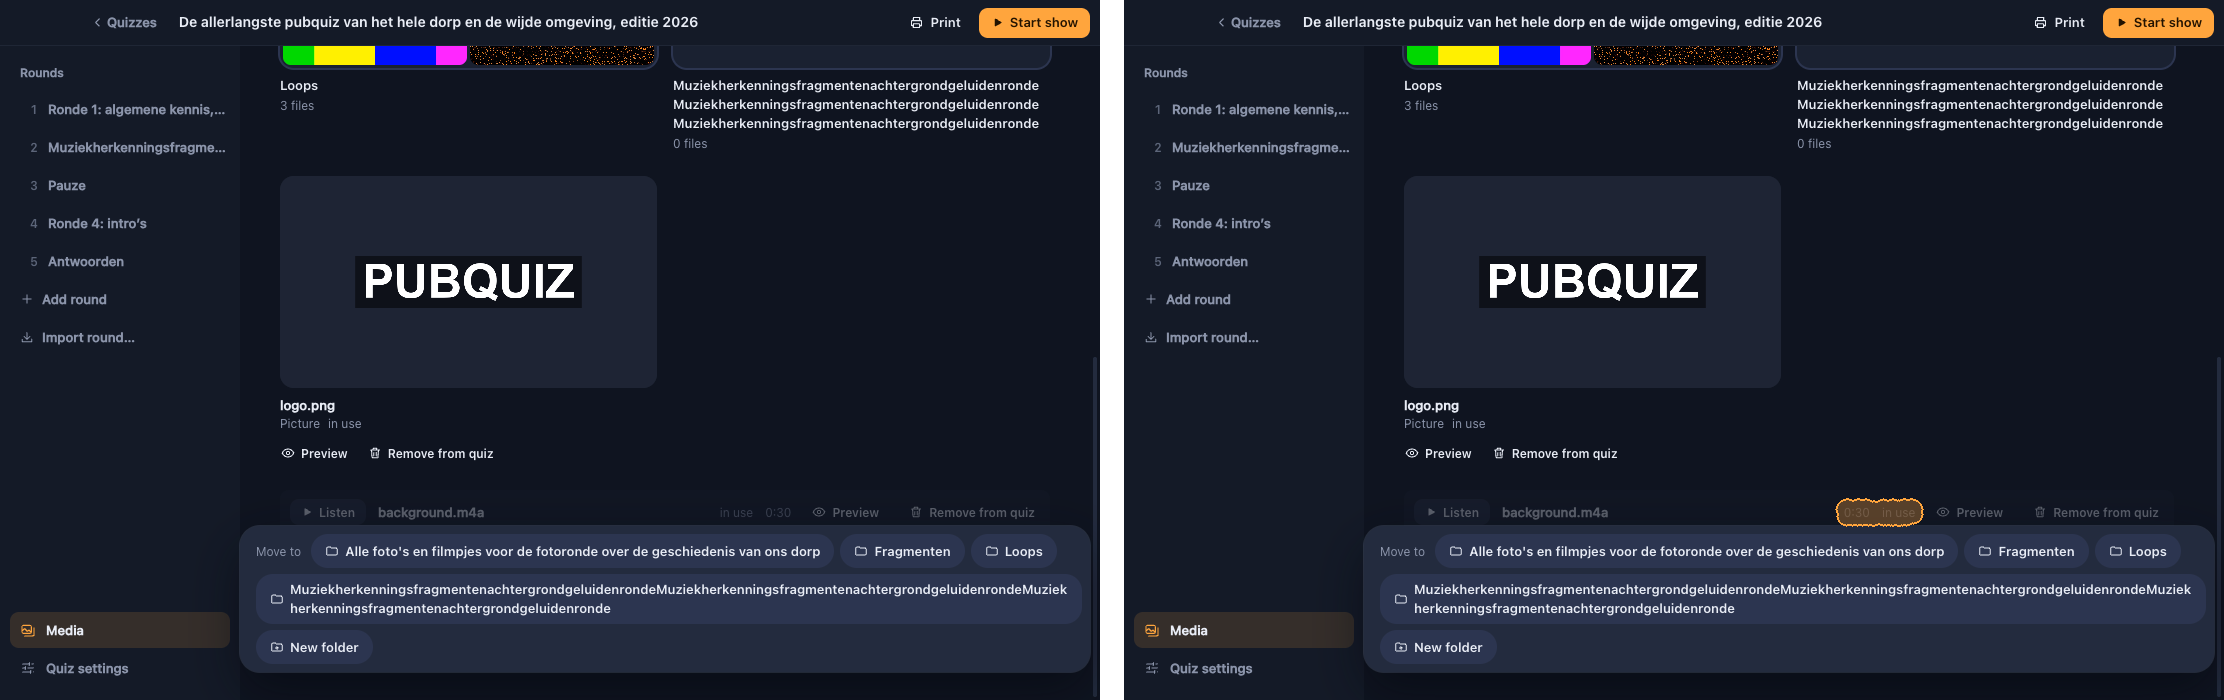 Quizzes
De allerlangste pubquiz van het hele dorp en de wijde omgeving, editie 2026
Print
Start show
Rounds
1 Ronde 1: algemene kennis,...
2 Muziekherkenningsfragme...
3 Pauze
4 Ronde 4: intro's
5 Antwoorden
Add round
Import round...
Media
Quiz settings
Loops
3 files
Muziekherkenningsfragmentenachtergrondgeluidenronde
Muziekherkenningsfragmentenachtergrondgeluidenronde
Muziekherkenningsfragmentenachtergrondgeluidenronde
0 files
PUBQUIZ
logo.png
Picture in use
Preview Remove from quiz
Listen background.m4a in use 0:30 Preview Remove from quiz
Move to Alle foto's en filmpjes voor de fotoronde over de geschiedenis van ons dorp Fragmenten Loops
MuziekherkenningsfragmentenachtergrondgeluidenrondeMuziekherkenningsfragmentenachtergrondgeluidenrondeMuziek
herkenningsfragmentenachtergrondgeluidenronde
New folder
Quizzes
De allerlangste pubquiz van het hele dorp en de wijde omgeving, editie 2026
Print
Start show
Rounds
1 Ronde 1: algemene kennis,...
2 Muziekherkenningsfragme...
3 Pauze
4 Ronde 4: intro's
5 Antwoorden
Add round
Import round...
Media
Quiz settings
Loops
3 files
Muziekherkenningsfragmentenachtergrondgeluidenronde
Muziekherkenningsfragmentenachtergrondgeluidenronde
Muziekherkenningsfragmentenachtergrondgeluidenronde
0 files
PUBQUIZ
logo.png
Picture in use
Preview Remove from quiz
Listen background.m4a 0:30 in use Preview Remove from quiz
Move to Alle foto's en filmpjes voor de fotoronde over de geschiedenis van ons dorp Fragmenten Loops
MuziekherkenningsfragmentenachtergrondgeluidenrondeMuziekherkenningsfragmentenachtergrondgeluidenrondeMuziek
herkenningsfragmentenachtergrondgeluidenronde
New folder